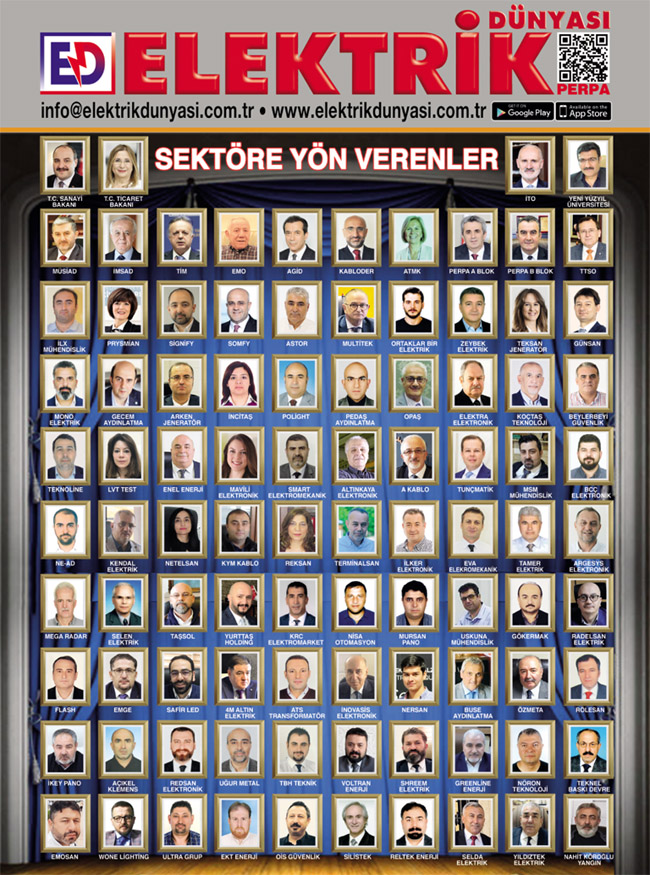 DÜNYASI
ED ELEKTRİK
PERPA
info@elektrikdunyasi.com.tr • www.elektrikdunyasi.com.tr
GET IT ON Google Play
Available on the App Store
SEKTÖRE YÖN VERENLER
T.C. SANAYİ BAKANI
T.C. TİCARET BAKANI
İTO
YENİ YÜZYIL ÜNİVERSİTESİ
MÜSİAD
İMSAD
TİM
EMO
AGİD
KABLODER
ATMK
PERPA A BLOK
PERPA B BLOK
TTSO
ILX MÜHENDİSLİK
PRYSMIAN
SIGNIFY
SOMFY
ASTOR
MULTİTEK
ORTAKLAR BİR ELEKTRİK
ZEYBEK ELEKTRİK
TEKSAN JENERATÖR
GÜNSAN
MONO ELEKTRİK
GECEM AYDINLATMA
ARKEN JENERATÖR
İNCİTAŞ
POLIGHT
PEDAŞ AYDINLATMA
OPAŞ
ELEKTRA ELEKTRONIK
KOÇTAŞ TEKNOLOJİ
BEYLERBEYİ GÜVENLİK
TEKNOLINE
LVT TEST
ENEL ENERJİ
MAVİLİ ELEKTRONİK
SMART ELEKTROMEKANİK
ALTINKAYA ELEKTRONİK
A KABLO
TUNÇMATİK
MSM MÜHENDİSLİK
BCC ELEKTRONİK
NE-AD
KENDAL ELEKTRİK
NETELSAN
KYM KABLO
REKSAN
TERMİNALSAN
İLKER ELEKTRONİK
EVA ELEKROMEKANİK
TAMER ELEKTRİK
ARGESYS ELEKTRONİK
MEGA RADAR
SELEN ELEKTRİK
TAŞSOL
YURTTAŞ HOLDİNG
KRC ELEKTROMARKET
NİSA OTOMASYON
MURSAN PANO
USKUNA MÜHENDİSLİK
GÖKERMAK
RADELSAN ELEKTRİK
FLASH
EMGE
SAFİR LED
4M ALTIN ELEKTRİK
ATS TRANSFORMATÖR
İNOVASİS ELEKTRONİK
NERSAN
BUSE AYDINLATMA
ÖZMETA
RÖLESAN
İKEY PANO
AÇIKEL KLEMENS
REDSAN ELEKTRONİK
UĞUR METAL
TBH TEKNİK
VOLTRAN ENERJİ
SHREEM ELEKTRİK
GREENLİNE ENERJİ
NÖRON TEKNOLOJİ
TEKNEL BASKI DEVRE
EMOSAN
WONE LIGHTING
ULTRA GRUP
EKT ENERJİ
OİS GÜVENLİK
SİLİSTEK
RELTEK ENERJİ
SELDA ELEKTRİK
YILDIZTEK ELEKTRİK
NAHİT KÖROĞLU YANGIN